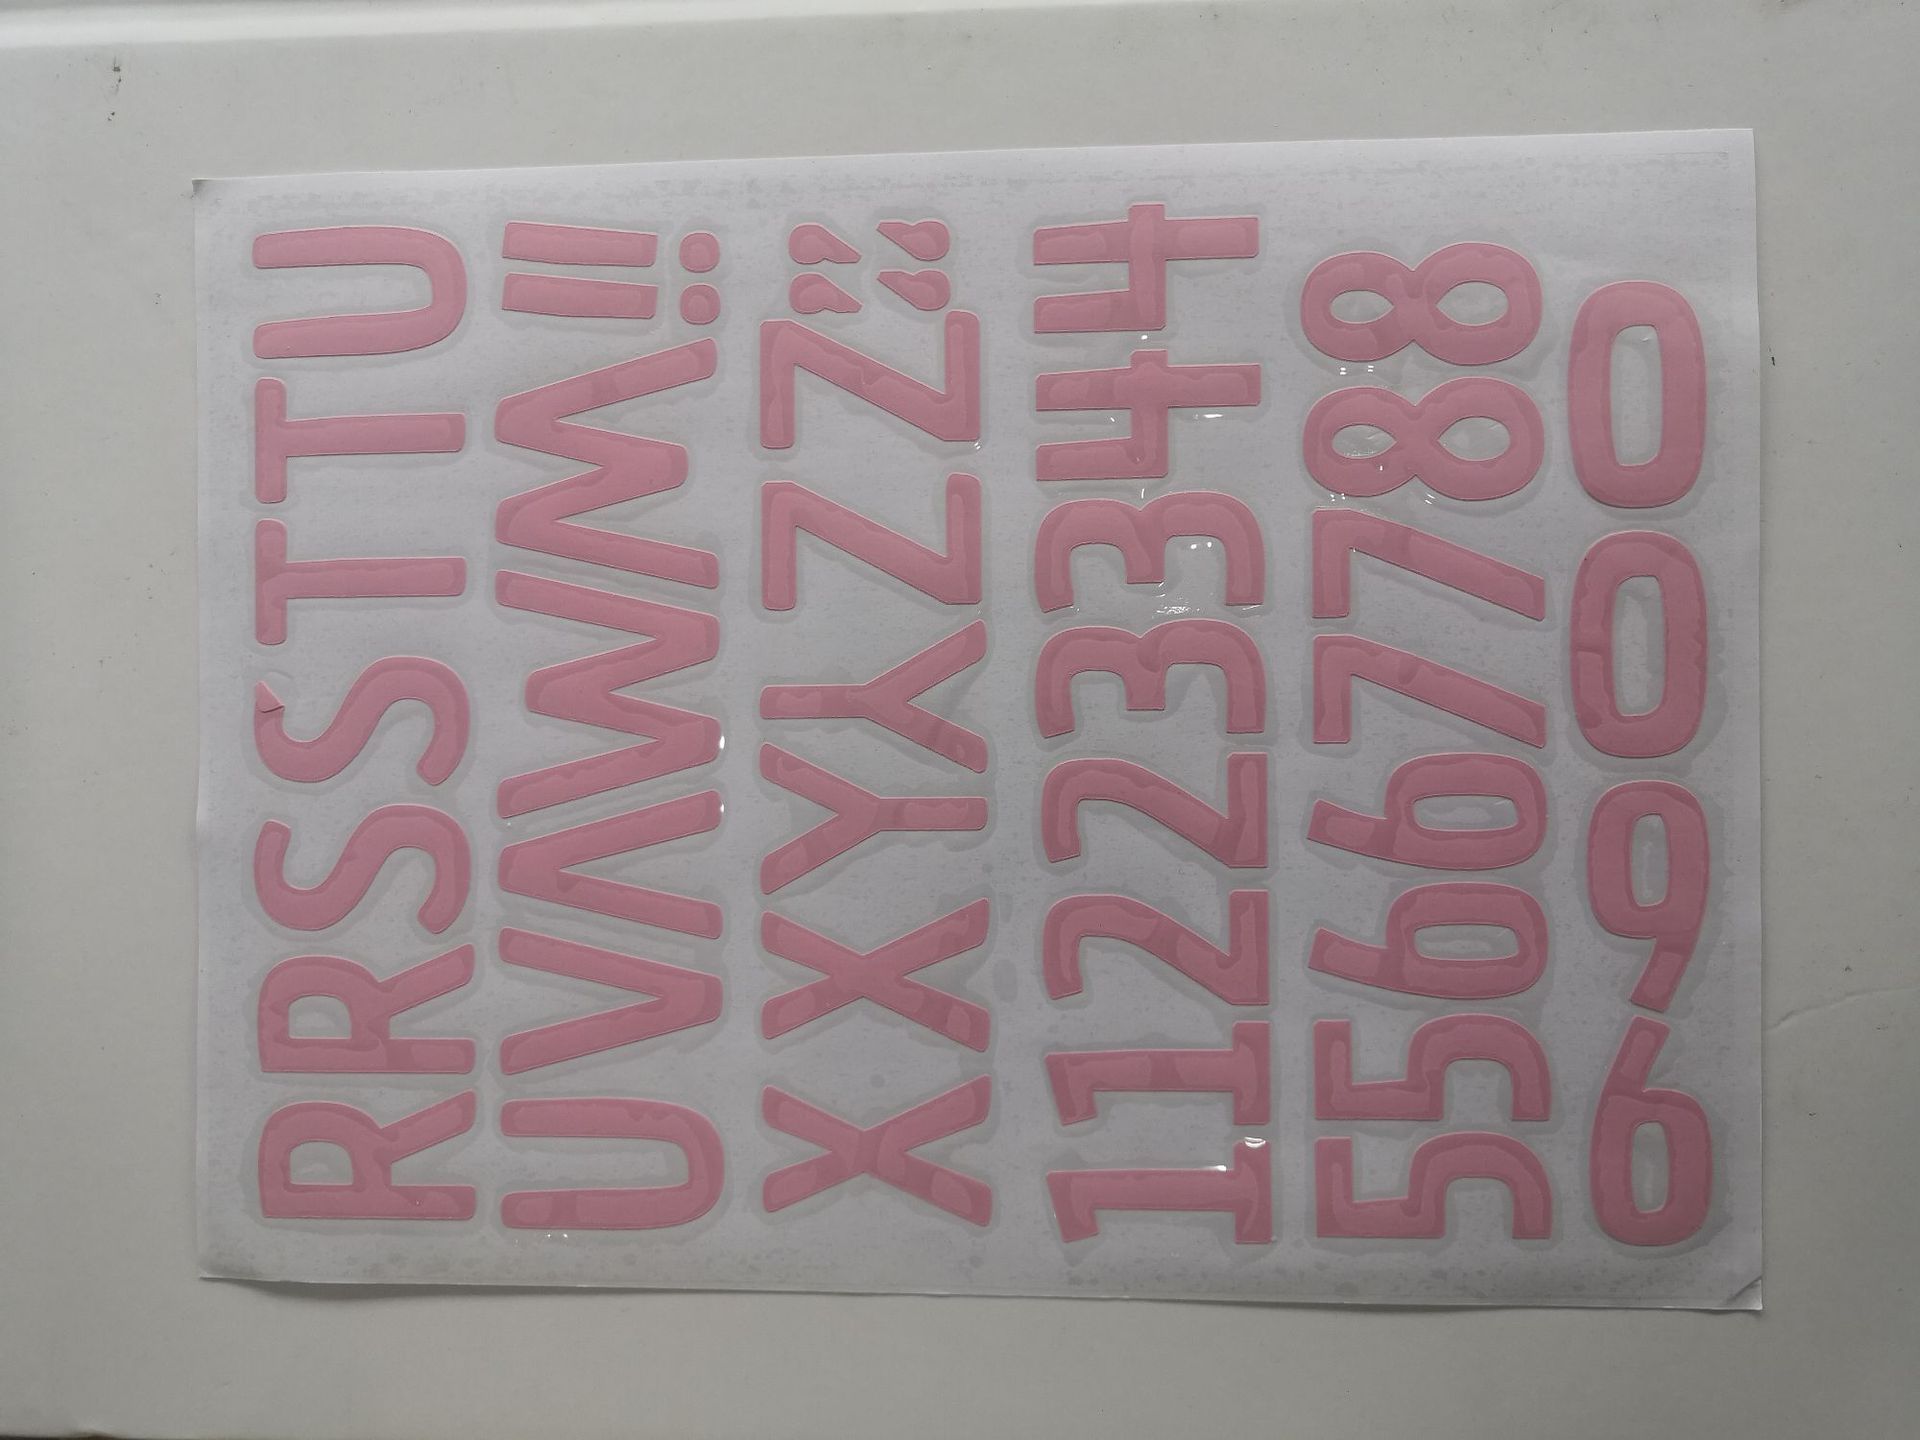 RRSSTTU
UVVWW!!
XXYYZZ”“
11223344
55667788
9900